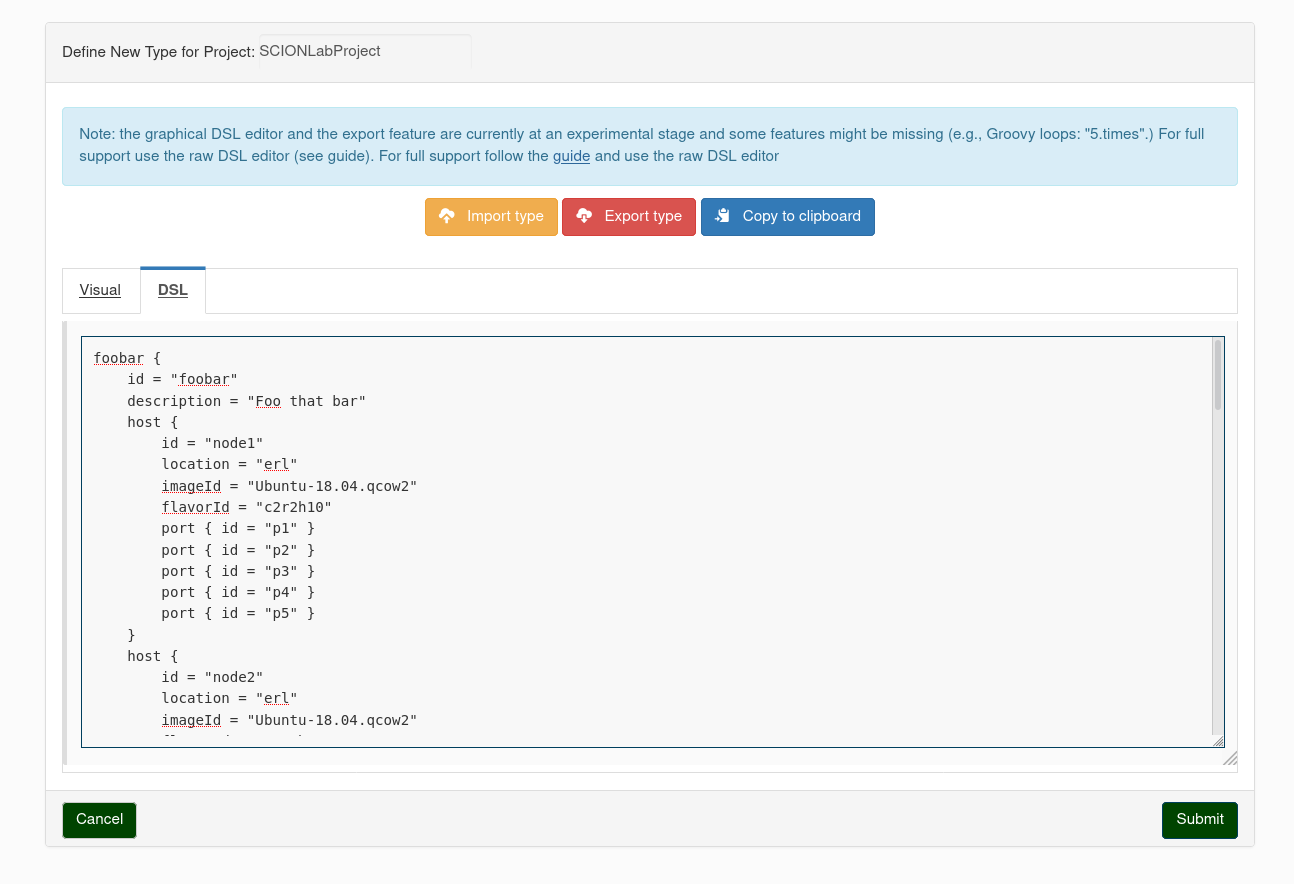 Define New Type for Project: SCIONLabProject
Note: the graphical DSL editor and the export feature are currently at an experimental stage and some features might be missing (e.g., Groovy loops: "5.times".) For full
support use the raw DSL editor (see guide). For full support follow the guide and use the raw DSL editor
Import type
Export type
Copy to clipboard
Visual
DSL
foobar {
    id = "foobar"
    description = "Foo that bar"
    host {
        id = "node1"
        location = "erl"
        imageId = "Ubuntu-18.04.qcow2"
        flavorId = "c2r2h10"
        port { id = "p1" }
        port { id = "p2" }
        port { id = "p3" }
        port { id = "p4" }
        port { id = "p5" }
    }
    host {
        id = "node2"
        location = "erl"
        imageId = "Ubuntu-18.04.qcow2"
Cancel
Submit